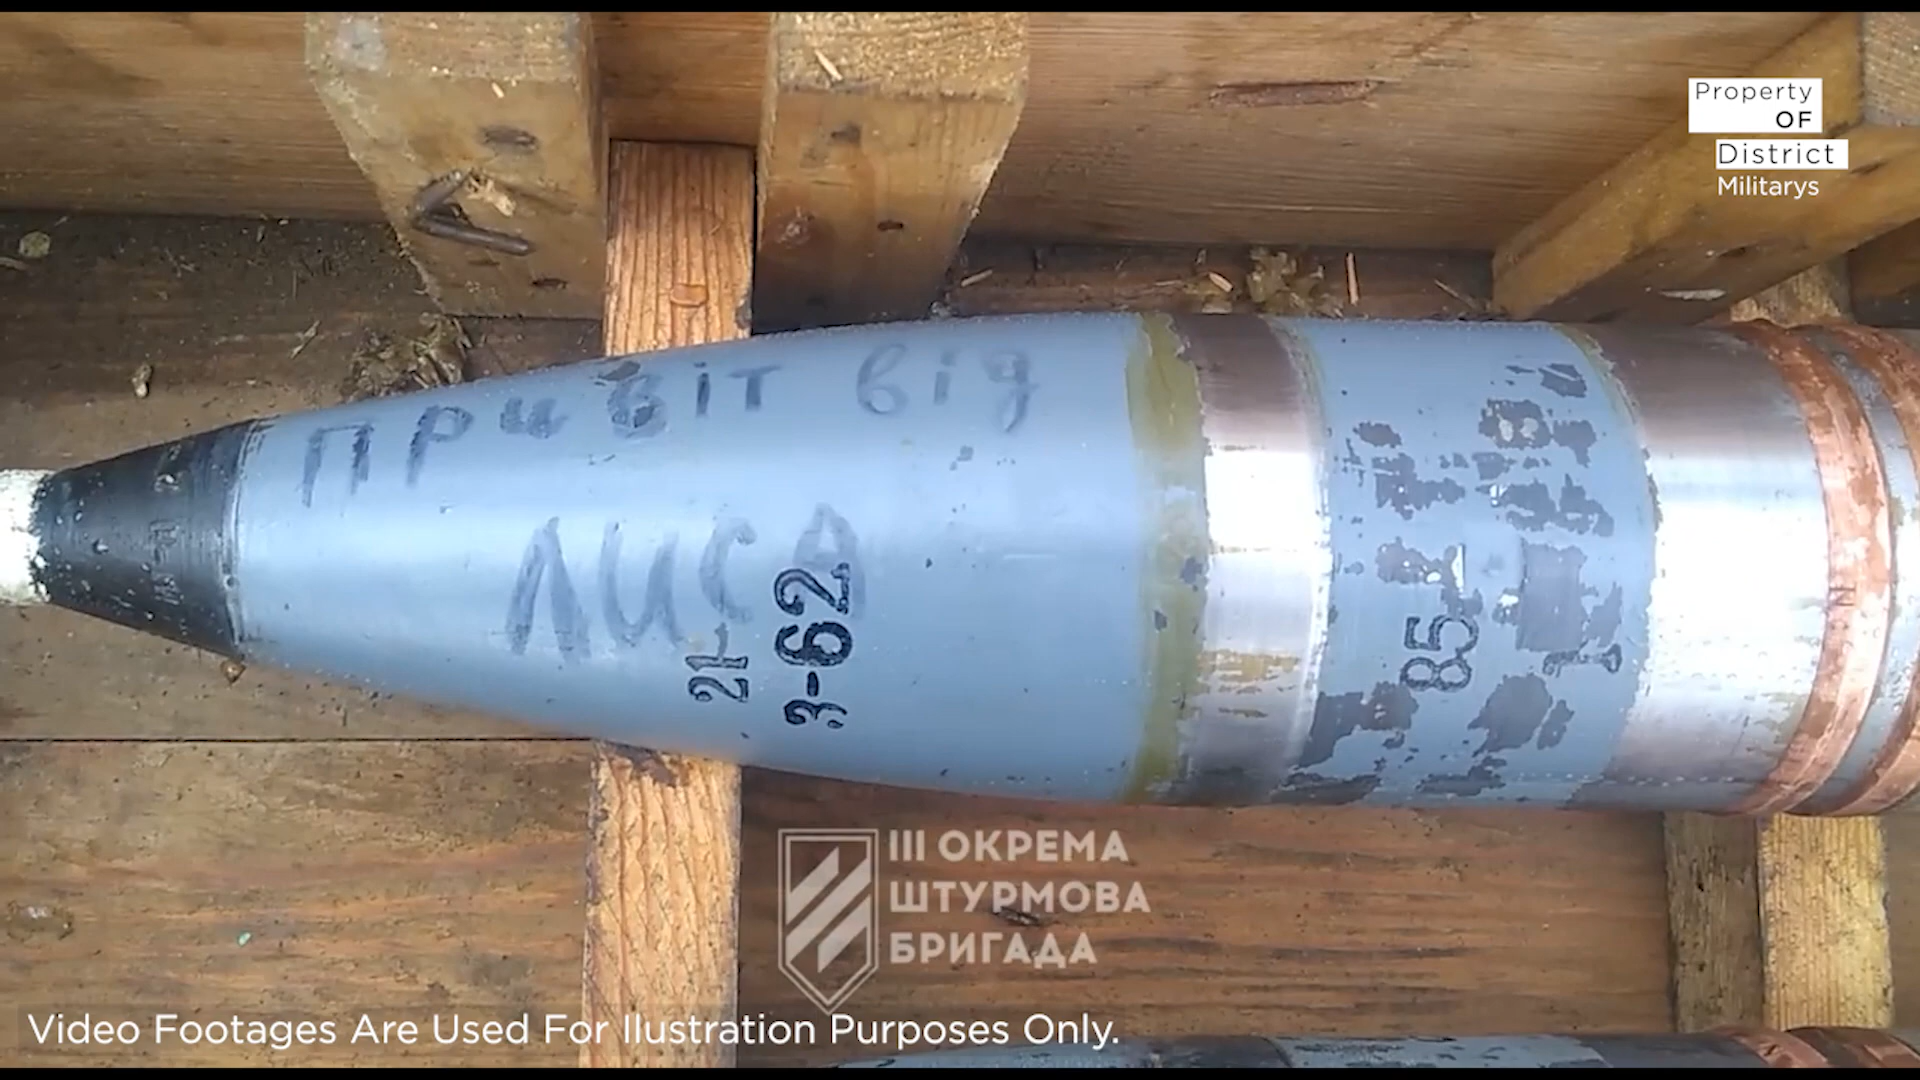 Property
OF
District
Militarys
Привіт від
ЛИСА
21
3-62
85
1
III ОКРЕМА
ШТУРМОВА
БРИГАДА
Video Footages Are Used For Ilustration Purposes Only.